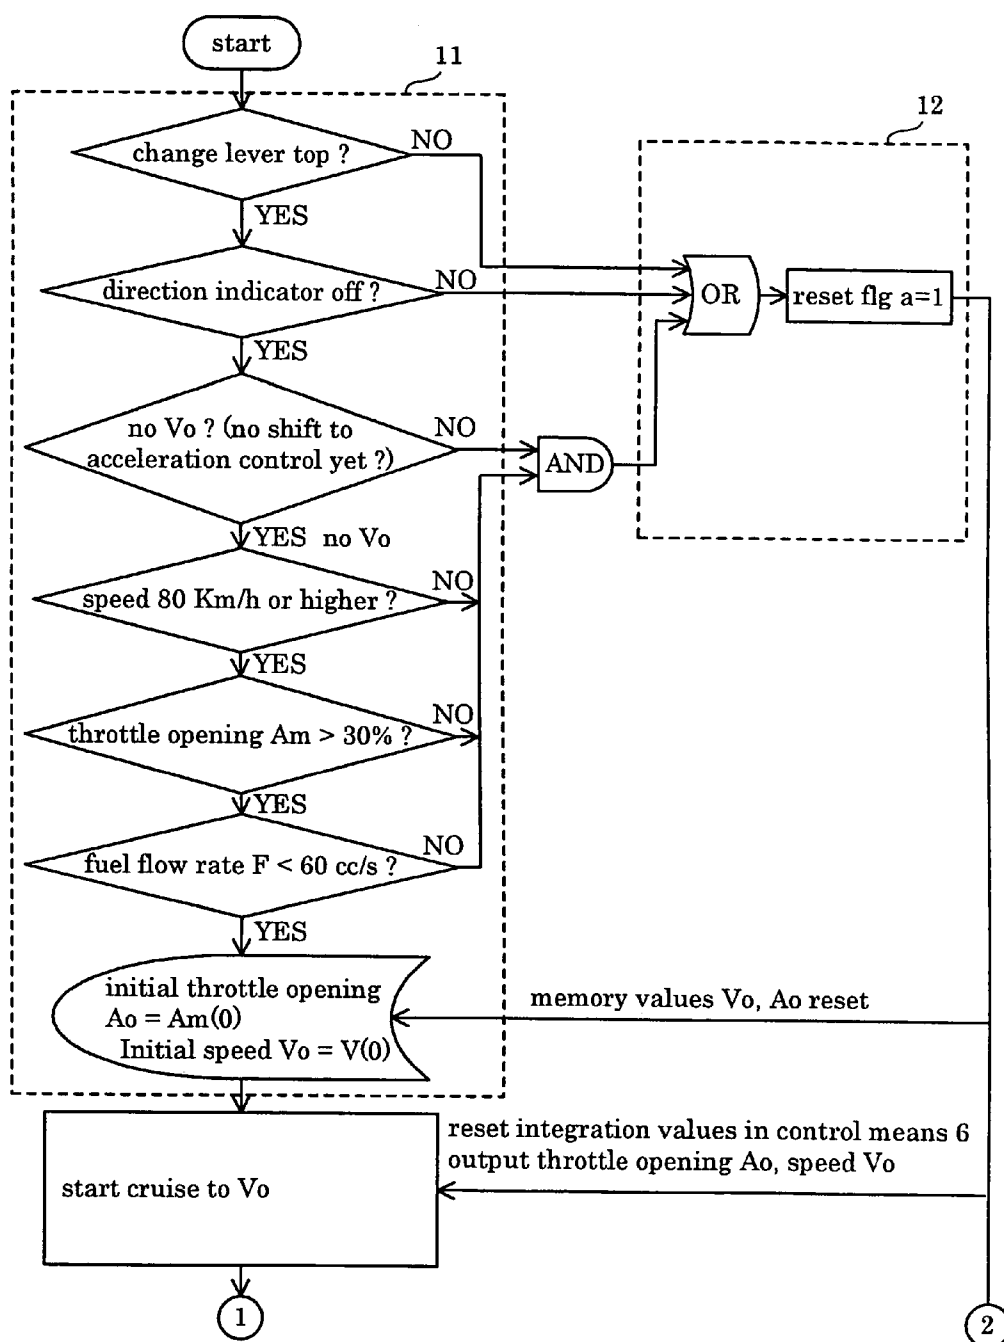 start
11
change lever top ?
NO
YES
12
direction indicator off ?
NO
OR
reset flg a=1
YES
no Vo ? (no shift to
acceleration control yet ?)
NO
AND
YES no Vo
speed 80 Km/h or higher ?
NO
YES
throttle opening Am > 30% ?
NO
YES
fuel flow rate F < 60 cc/s ?
NO
YES
initial throttle opening
Ao = Am(0)
Initial speed Vo = V(0)
memory values Vo, Ao reset
start cruise to Vo
reset integration values in control means 6
output throttle opening Ao, speed Vo
1
2